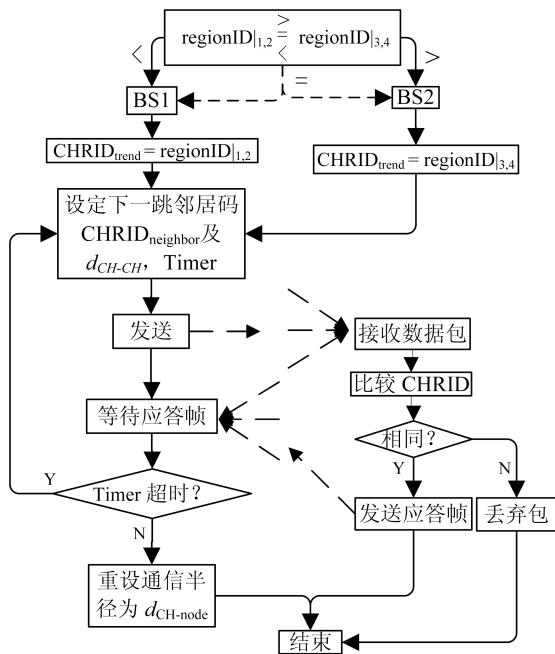 >
regionID|1,2 = regionID|3,4
<
<
>
=
BS1
BS2
CHRIDtrend = regionID|1,2
CHRIDtrend = regionID|3,4
设定下一跳邻居码
CHRIDneighbor及
dCH-CH，Timer
发送
接收数据包
比较 CHRID
等待应答帧
相同？
Y
Y
N
Timer 超时？
发送应答帧
丢弃包
N
重设通信半
径为 dCH-node
结束